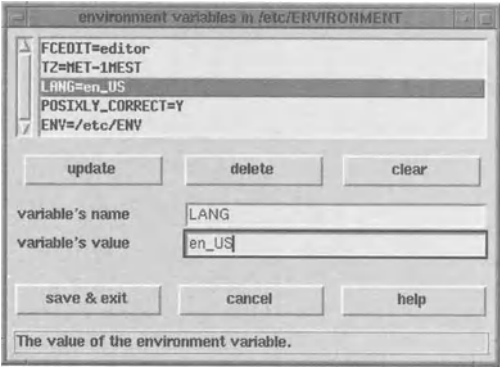 environment variables in /etc/ENVIRONMENT
FCEDIT=editor
TZ=MET-1MEST
LANG=en_US
POSIXLY_CORRECT=Y
ENV=/etc/ENV
update delete clear
variable's name LANG
variable's value en_US
save & exit cancel help
The value of the environment variable.